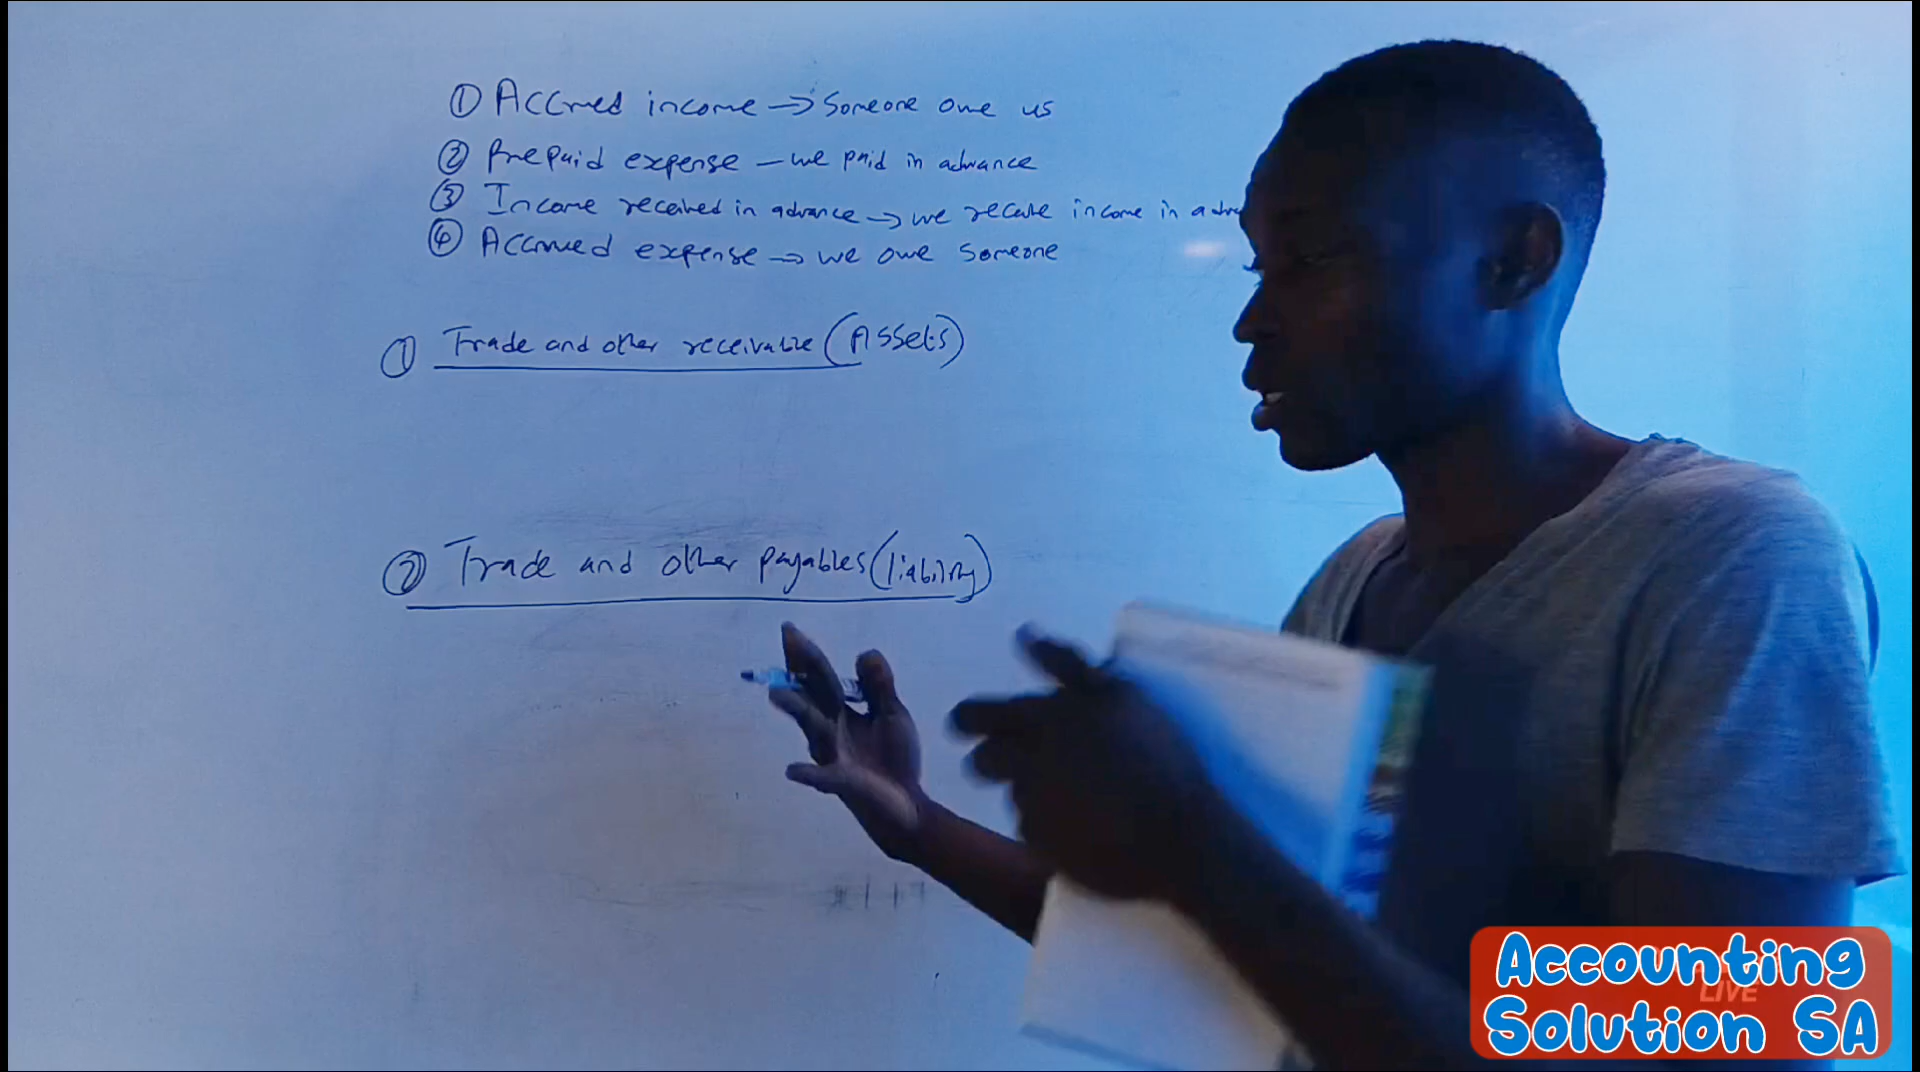 ① Accrued income → Someone owe us
② Prepaid expense – we paid in advance
③ Income received in advance → we receive income in adv
④ Accrued expense → we owe someone
① Trade and other receivable (Assets)
② Trade and other payables (liability)
Accounting
LIVE
Solution SA